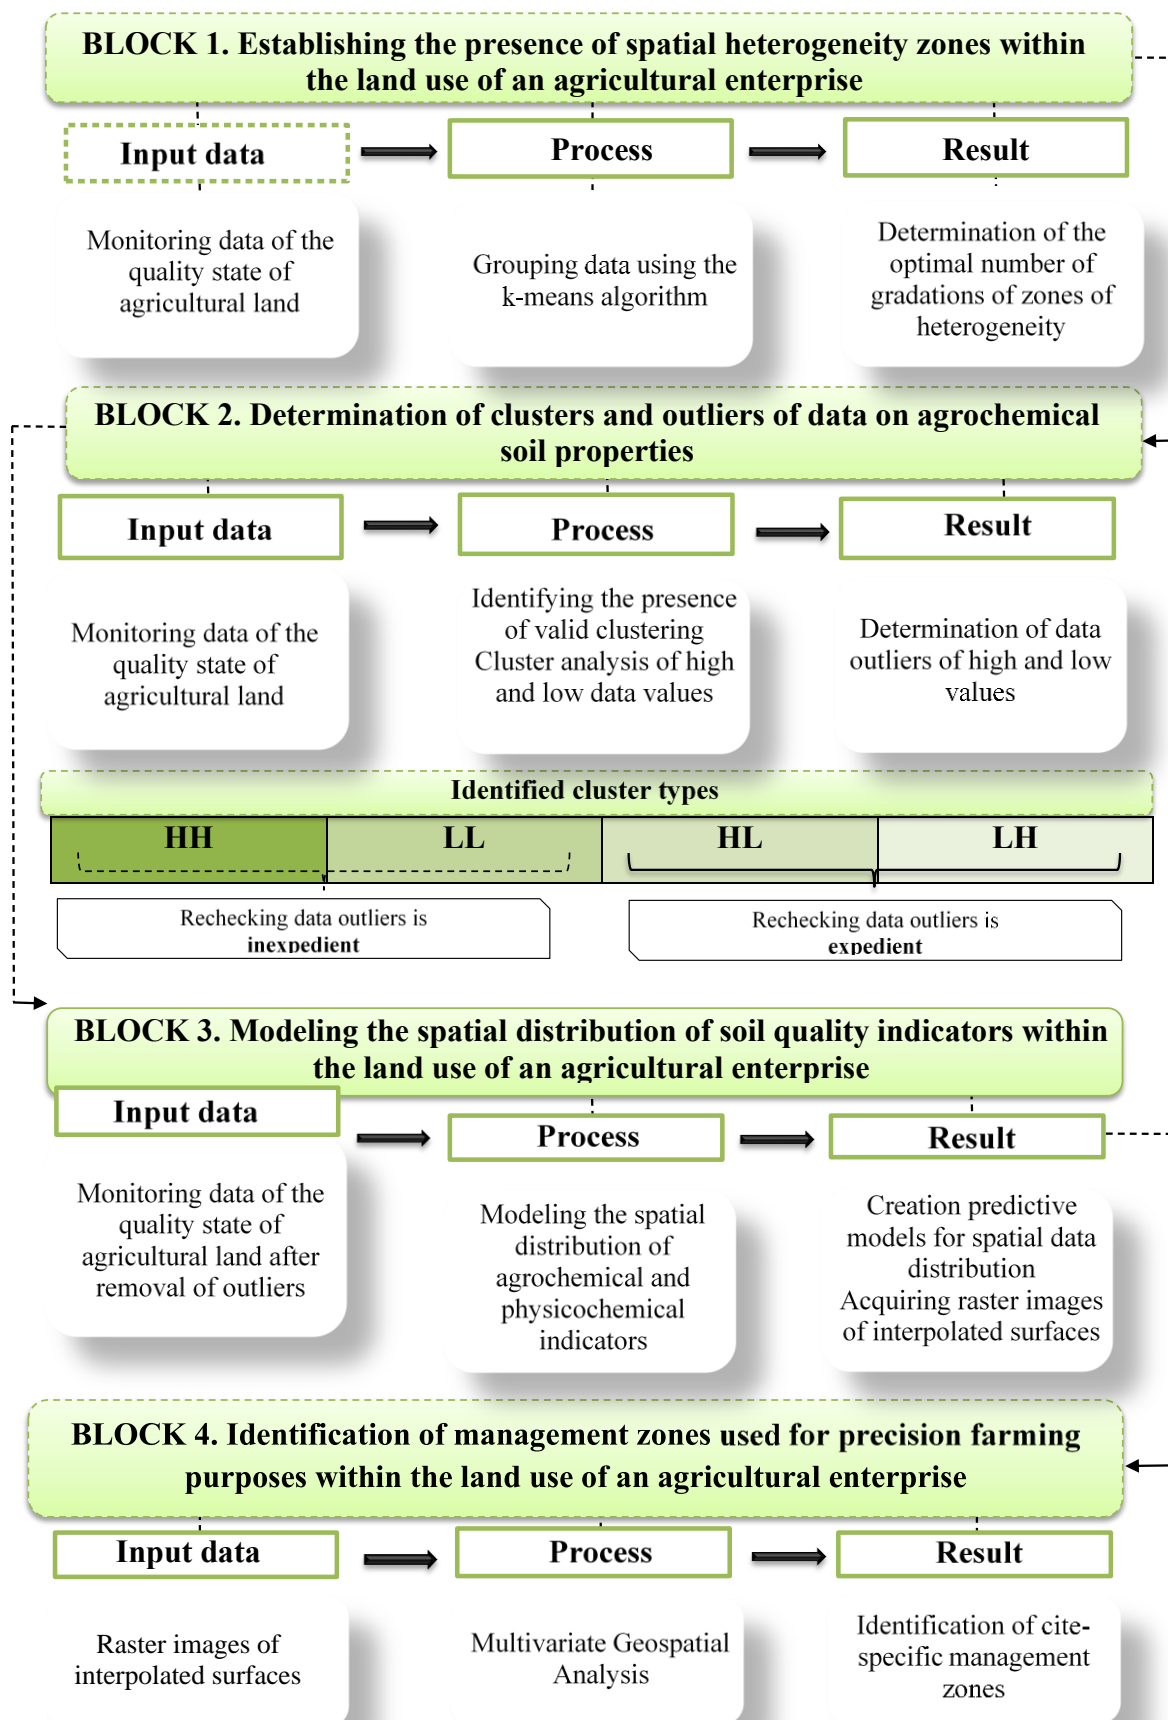 BLOCK 1. Establishing the presence of spatial heterogeneity zones within
the land use of an agricultural enterprise
Input data
Process
Result
Monitoring data of the
quality state of
agricultural land
Grouping data using the
k-means algorithm
Determination of the
optimal number of
gradations of zones of
heterogeneity
BLOCK 2. Determination of clusters and outliers of data on agrochemical
soil properties
Input data
Process
Result
Monitoring data of the
quality state of
agricultural land
Identifying the presence
of valid clustering
Cluster analysis of high
and low data values
Determination of data
outliers of high and low
values
Identified cluster types
HH
LL
HL
LH
Rechecking data outliers is
inexpedient
Rechecking data outliers is
expedient
BLOCK 3. Modeling the spatial distribution of soil quality indicators within
the land use of an agricultural enterprise
Input data
Process
Result
Monitoring data of the
quality state of
agricultural land after
removal of outliers
Modeling the spatial
distribution of
agrochemical and
physicochemical
indicators
Creation predictive
models for spatial data
distribution
Acquiring raster images
of interpolated surfaces
BLOCK 4. Identification of management zones used for precision farming
purposes within the land use of an agricultural enterprise
Input data
Process
Result
Raster images of
interpolated surfaces
Multivariate Geospatial
Analysis
Identification of cite-
specific management
zones